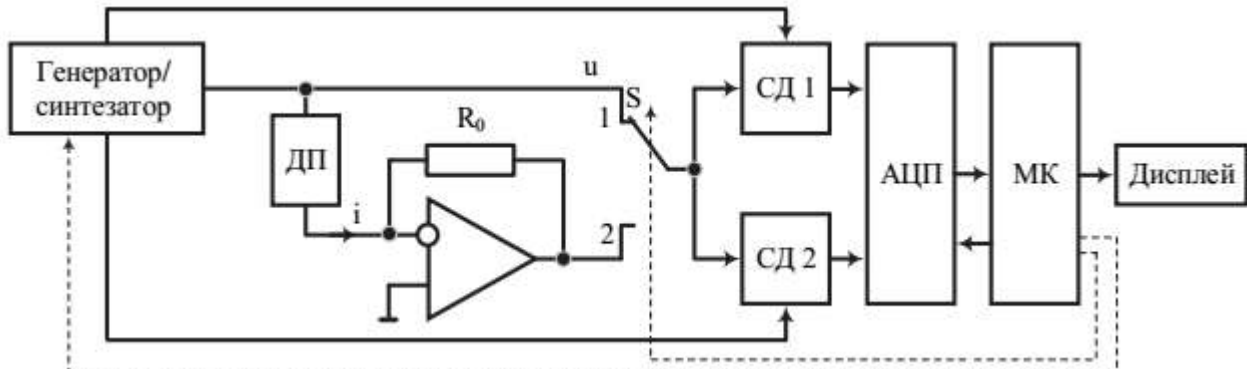 Генератор/
синтезатор
u
S
1
СД 1
R₀
ДП
i
АЦП
МК
Дисплей
2
СД 2